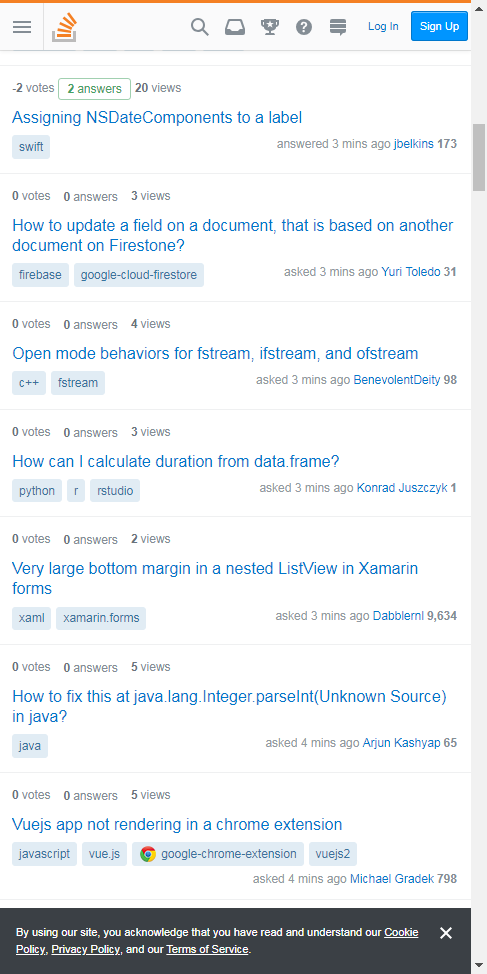 Log In Sign Up
-2 votes 2 answers 20 views
Assigning NSDateComponents to a label
swift
answered 3 mins ago jbelkins 173
0 votes 0 answers 3 views
How to update a field on a document, that is based on another
document on Firestone?
firebase google-cloud-firestore
asked 3 mins ago Yuri Toledo 31
0 votes 0 answers 4 views
Open mode behaviors for fstream, ifstream, and ofstream
c++ fstream
asked 3 mins ago BenevolentDeity 98
0 votes 0 answers 3 views
How can I calculate duration from data.frame?
python r rstudio
asked 3 mins ago Konrad Juszczyk 1
0 votes 0 answers 2 views
Very large bottom margin in a nested ListView in Xamarin
forms
xaml xamarin.forms
asked 3 mins ago Dabblernl 9,634
0 votes 0 answers 5 views
How to fix this at java.lang.Integer.parseInt(Unknown Source)
in java?
java
asked 4 mins ago Arjun Kashyap 65
0 votes 0 answers 5 views
Vuejs app not rendering in a chrome extension
javascript vue.js google-chrome-extension vuejs2
asked 4 mins ago Michael Gradek 798
By using our site, you acknowledge that you have read and understand our Cookie
Policy, Privacy Policy, and our Terms of Service.